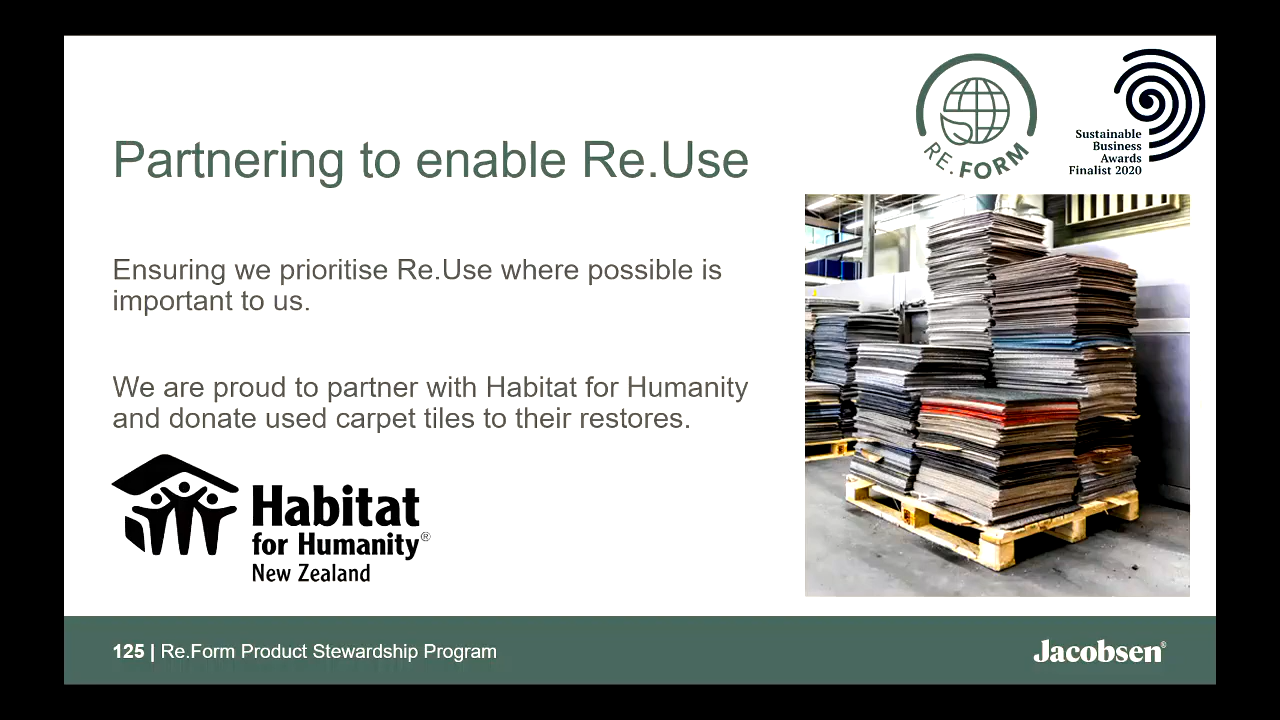 Partnering to enable Re.Use
RE.FORM
Sustainable
Business
Awards
Finalist 2020
Ensuring we prioritise Re.Use where possible is
important to us.
We are proud to partner with Habitat for Humanity
and donate used carpet tiles to their restores.
Habitat
for Humanity®
New Zealand
125 | Re.Form Product Stewardship Program
Jacobsen®